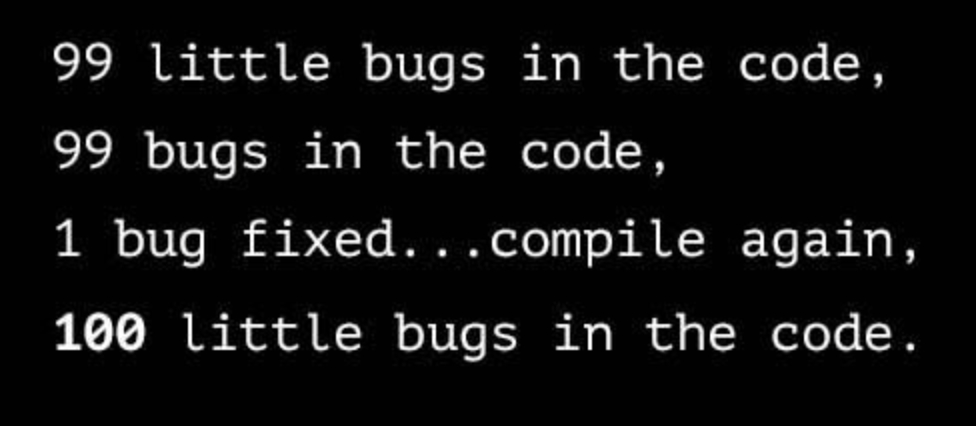 99 little bugs in the code,
99 bugs in the code,
1 bug fixed...compile again,
100 little bugs in the code.